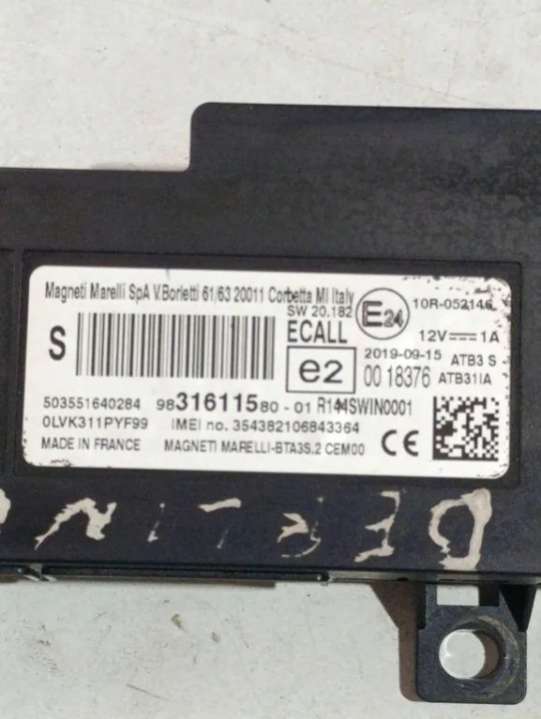 Magneti Marelli SpA V.Borletti 61/63 20011 Corbetta MI Italy
SW 20.182
ECALL
E24
10R-052146
12V 1A
S
e2
2019-09-15 ATB3 S
00 18376 ATB31IA
503551640284 9831611580-01 R144SWIN0001
0LVK311PYF99 IMEI no. 354382106843364
CE
MADE IN FRANCE MAGNETI MARELLI-BTA3S.2 CEM00